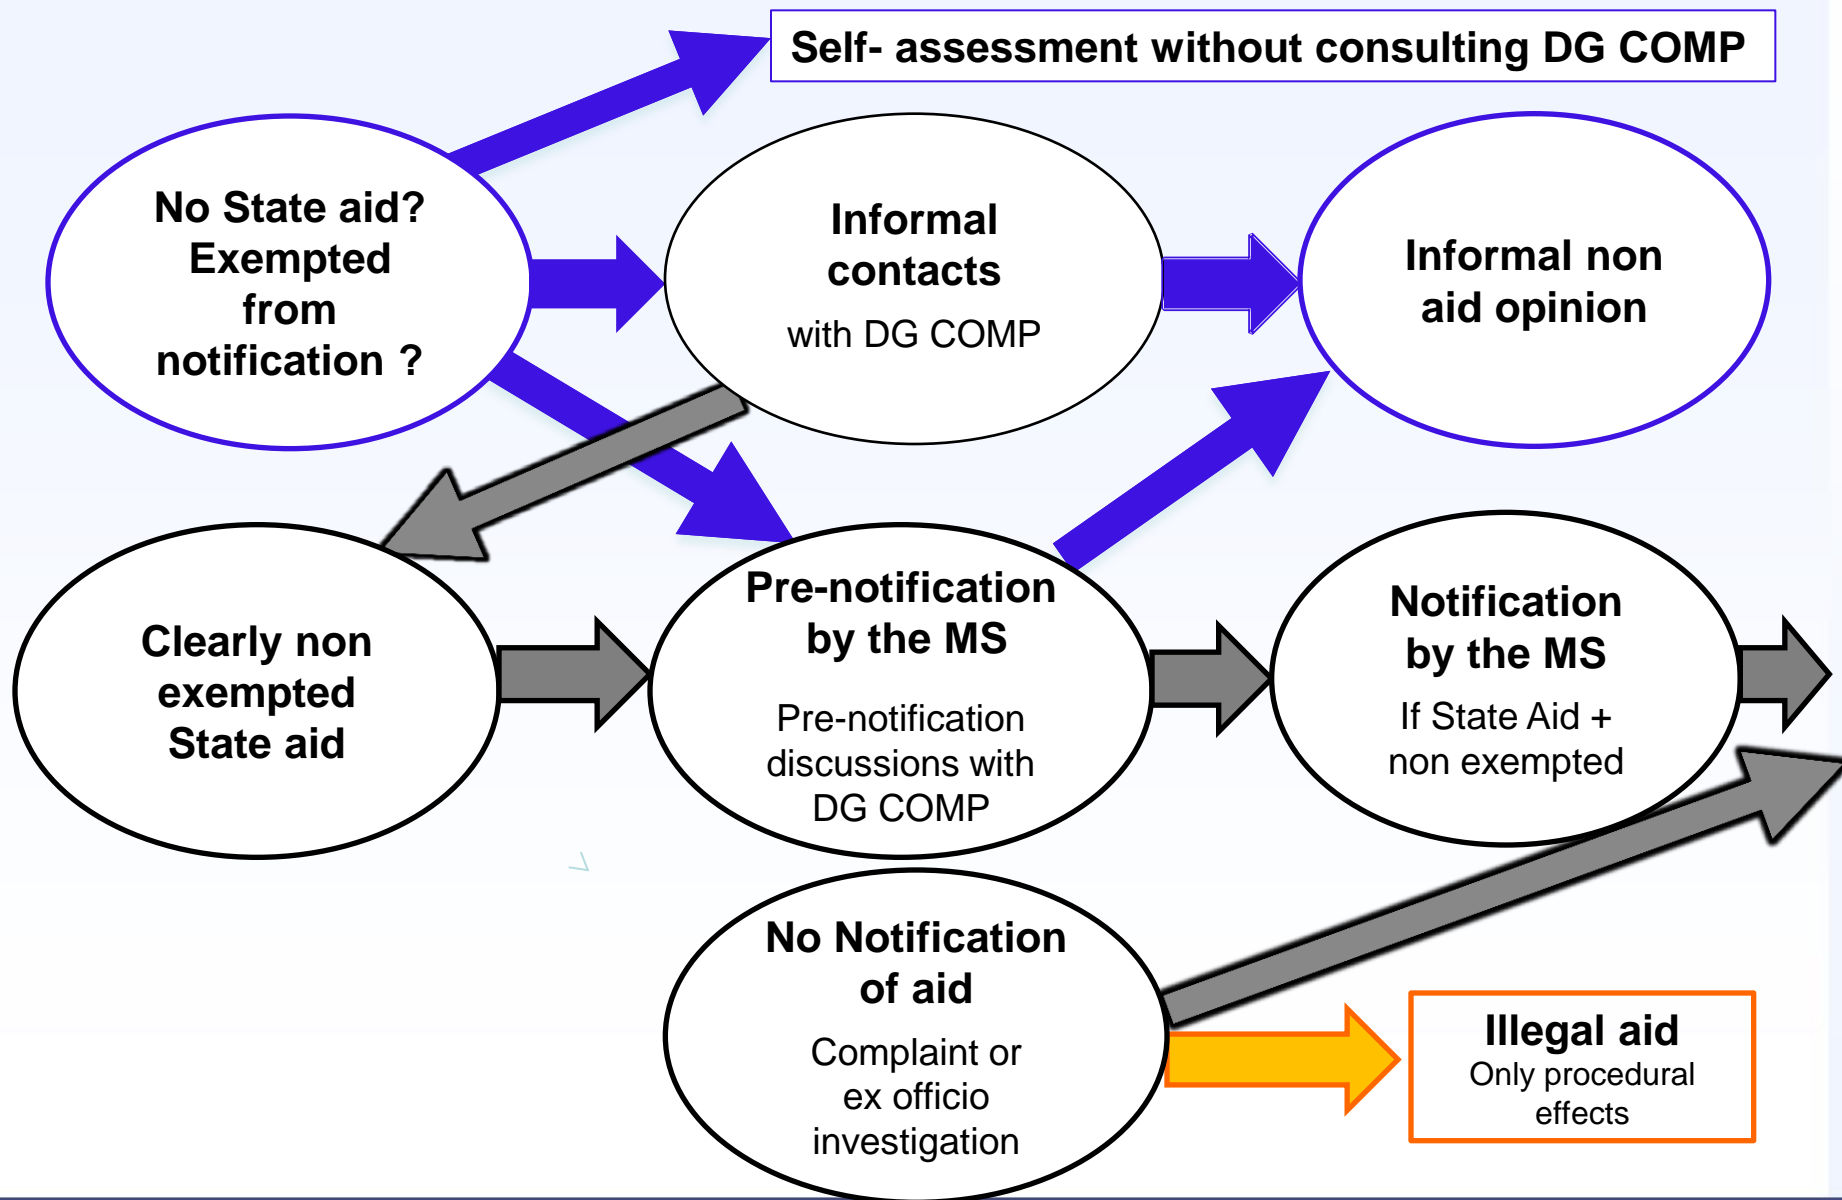 Self- assessment without consulting DG COMP
No State aid?
Exempted
from
notification ?
Informal
contacts
with DG COMP
Informal non
aid opinion
Clearly non
exempted
State aid
Pre-notification
by the MS
Pre-notification
discussions with
DG COMP
Notification
by the MS
If State Aid +
non exempted
No Notification
of aid
Complaint or
ex officio
investigation
Illegal aid
Only procedural
effects